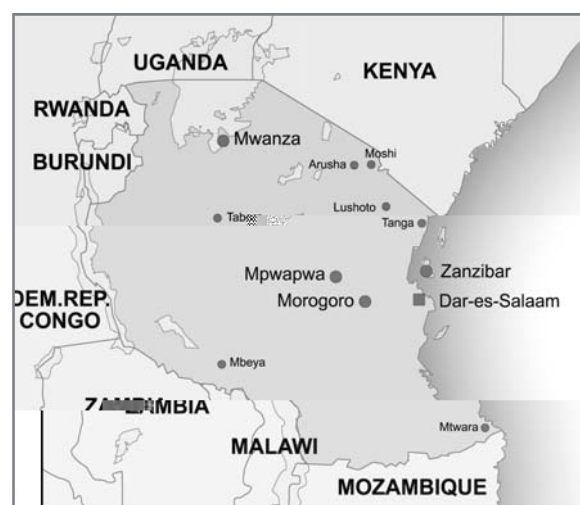 UGANDA
KENYA
RWANDA
Mwanza
BURUNDI
Arusha
Moshi
Lushoto
Tanga
Mpwapwa
Zanzibar
Morogoro
Dar-es-Salaam
DEM.REP.
CONGO
Mbeya
Mtwara
MALAWI
MOZAMBIQUE